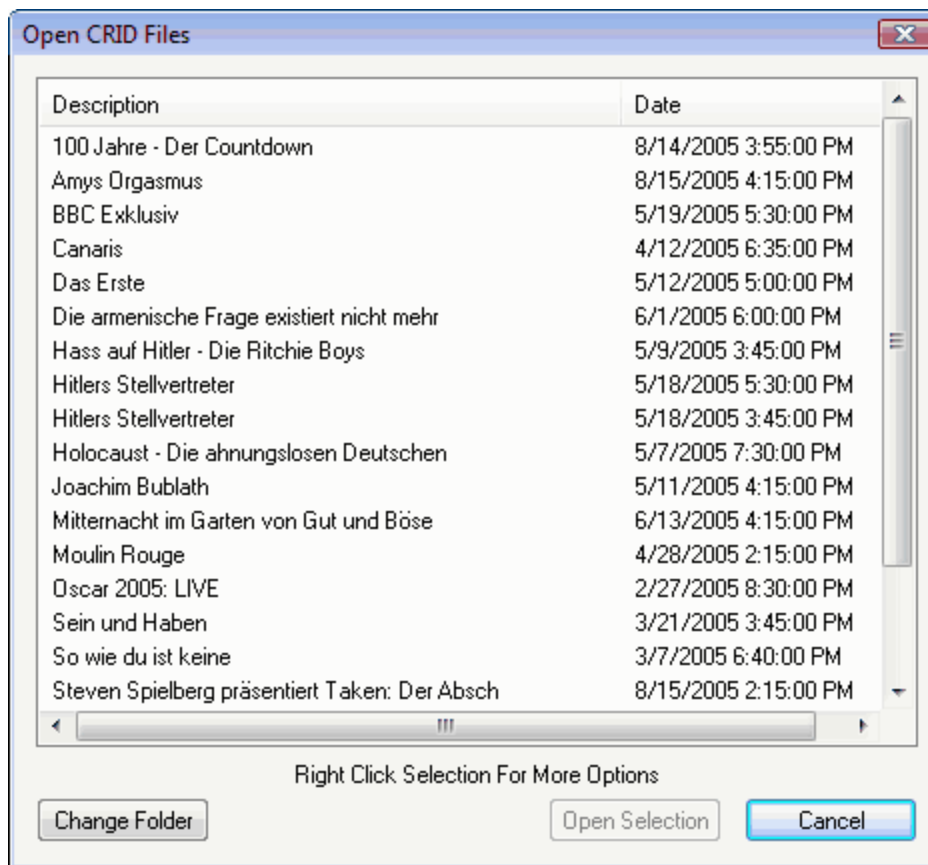 Open CRID Files
Description Date
100 Jahre - Der Countdown 8/14/2005 3:55:00 PM
Amys Orgasmus 8/15/2005 4:15:00 PM
BBC Exklusiv 5/19/2005 5:30:00 PM
Canaris 4/12/2005 6:35:00 PM
Das Erste 5/12/2005 5:00:00 PM
Die armenische Frage existiert nicht mehr 6/1/2005 6:00:00 PM
Hass auf Hitler - Die Ritchie Boys 5/9/2005 3:45:00 PM
Hitlers Stellvertreter 5/18/2005 5:30:00 PM
Hitlers Stellvertreter 5/18/2005 3:45:00 PM
Holocaust - Die ahnungslosen Deutschen 5/7/2005 7:30:00 PM
Joachim Bublath 5/11/2005 4:15:00 PM
Mitternacht im Garten von Gut und Böse 6/13/2005 4:15:00 PM
Moulin Rouge 4/28/2005 2:15:00 PM
Oscar 2005: LIVE 2/27/2005 8:30:00 PM
Sein und Haben 3/21/2005 3:45:00 PM
So wie du ist keine 3/7/2005 6:40:00 PM
Steven Spielberg präsentiert Taken: Der Absch 8/15/2005 2:15:00 PM
Right Click Selection For More Options
Change Folder Open Selection Cancel